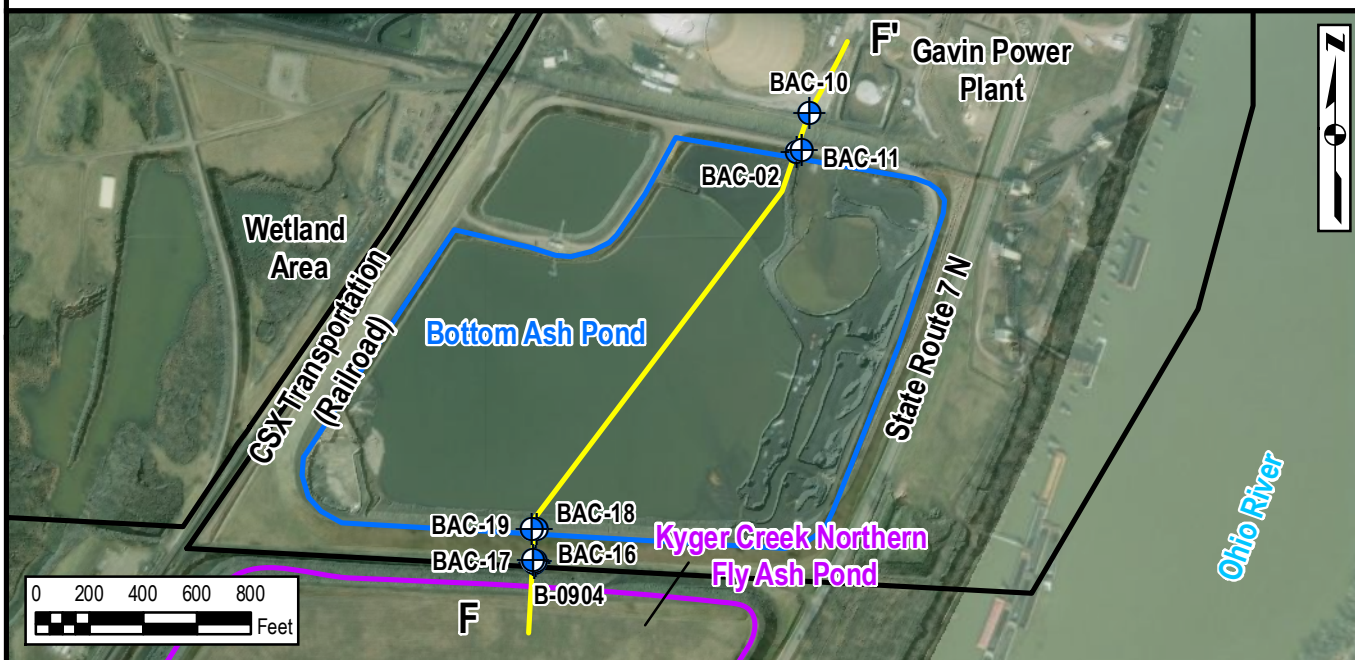 F'
Gavin Power
Plant
BAC-10
BAC-11
BAC-02
Wetland
Area
CSX Transportation
(Railroad)
Bottom Ash Pond
State Route 7 N
BAC-19
BAC-18
Kyger Creek Northern
Fly Ash Pond
BAC-17
BAC-16
B-0904
F
Ohio River
0 200 400 600 800
Feet
N